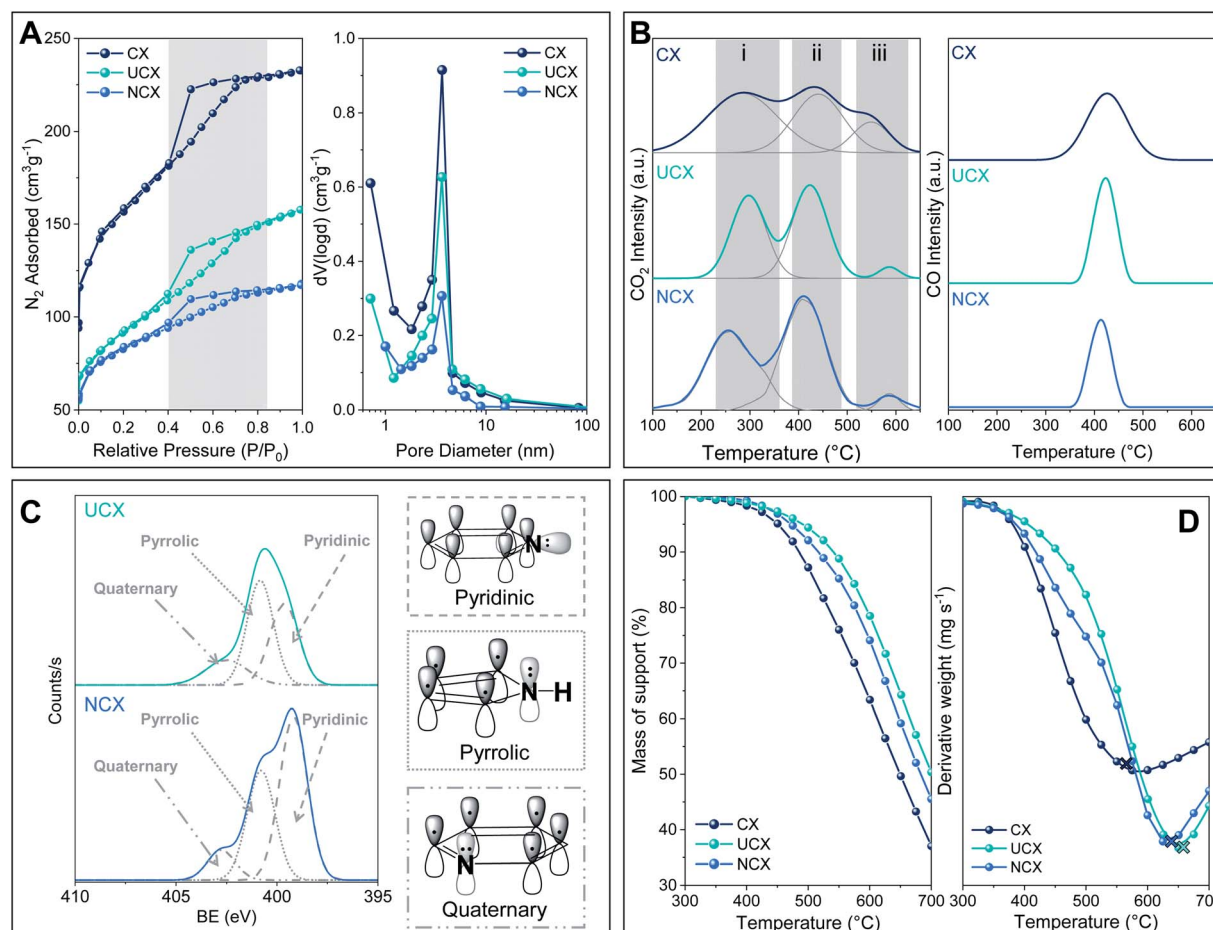 A
CX
UCX
NCX
250
200
150
100
50
N2 Adsorbed (cm3g-1)
0.0 0.2 0.4 0.6 0.8 1.0
Relative Pressure (P/P0)
CX
UCX
NCX
1.0
0.8
0.6
0.4
0.2
0.0
dV(logd) (cm3g-1)
1 10 100
Pore Diameter (nm)
B
CX
i ii iii
UCX
NCX
CO2 Intensity (a.u.)
100 200 300 400 500 600
Temperature (°C)
CX
UCX
NCX
CO Intensity (a.u.)
100 200 300 400 500 600
Temperature (°C)
C
UCX
Pyrrolic
Pyridinic
Quaternary
NCX
Pyrrolic
Pyridinic
Quaternary
Counts/s
410 405 400 395
BE (eV)
N
Pyridinic
N H
Pyrrolic
N
Quaternary
D
100
90
80
70
60
50
40
30
Mass of support (%)
CX
UCX
NCX
300 400 500 600 700
Temperature (°C)
Derivative weight (mg s-1)
CX
UCX
NCX
300 400 500 600 700
Temperature (°C)